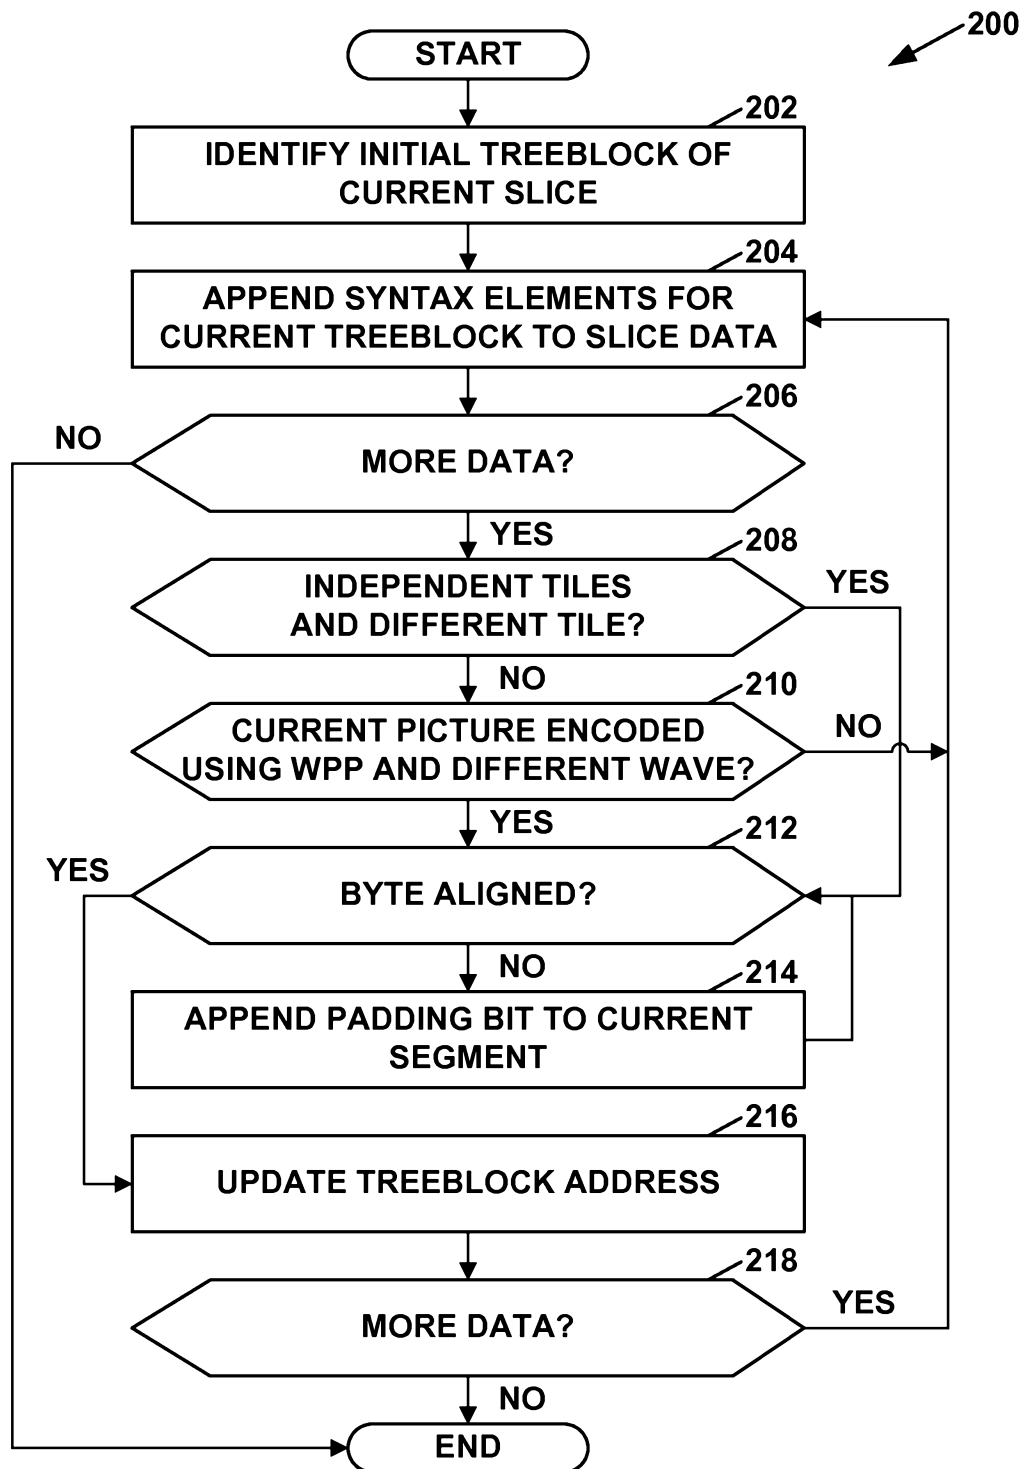 200
START
202
IDENTIFY INITIAL TREEBLOCK OF
CURRENT SLICE
204
APPEND SYNTAX ELEMENTS FOR
CURRENT TREEBLOCK TO SLICE DATA
206
NO
MORE DATA?
YES
208
INDEPENDENT TILES
AND DIFFERENT TILE?
YES
NO
210
CURRENT PICTURE ENCODED
USING WPP AND DIFFERENT WAVE?
NO
YES
212
YES
BYTE ALIGNED?
NO
214
APPEND PADDING BIT TO CURRENT
SEGMENT
216
UPDATE TREEBLOCK ADDRESS
218
MORE DATA?
YES
NO
END